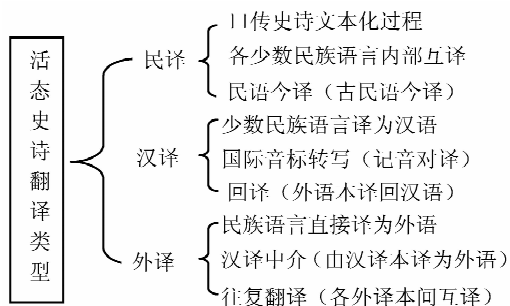 活态史诗翻译类型
民译
口传史诗文本化过程
各少数民族语言内部互译
民语今译（古民语今译）
汉译
少数民族语言译为汉语
国际音标转写（记音对译）
回译（外语本译回汉语）
外译
民族语言直接译为外语
汉译中介（由汉译本译为外语）
往复翻译（各外译本间互译）